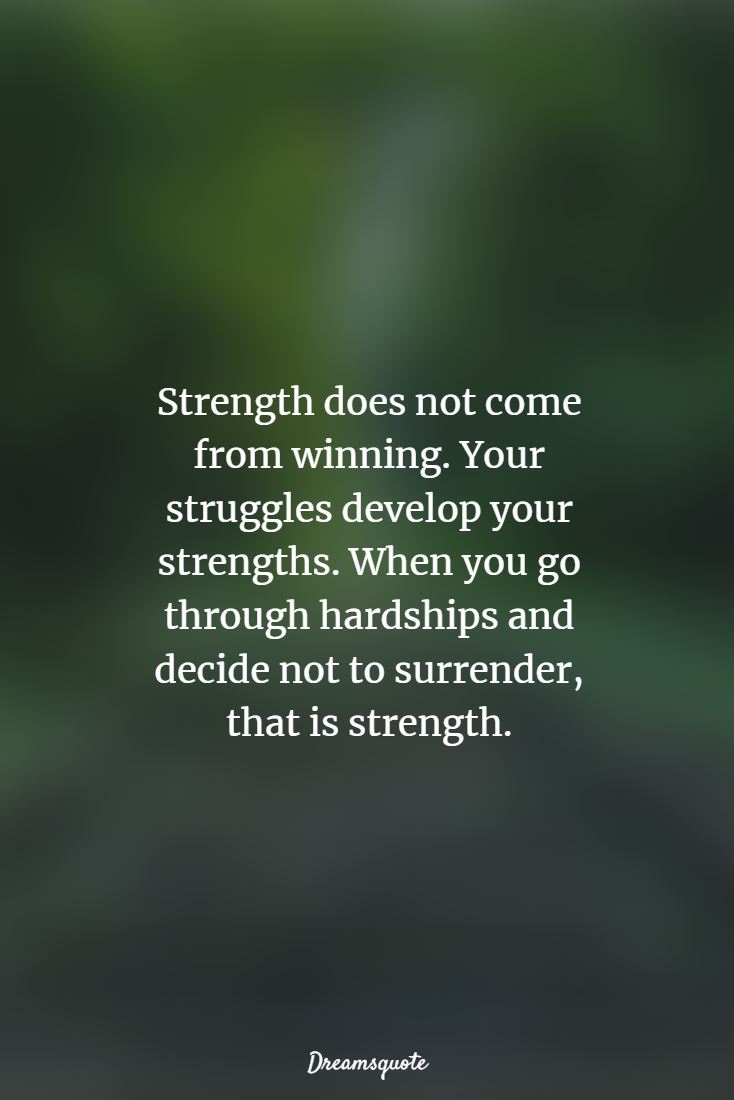 Strength does not come
from winning. Your
struggles develop your
strengths. When you go
through hardships and
decide not to surrender,
that is strength.
Dreamsquote